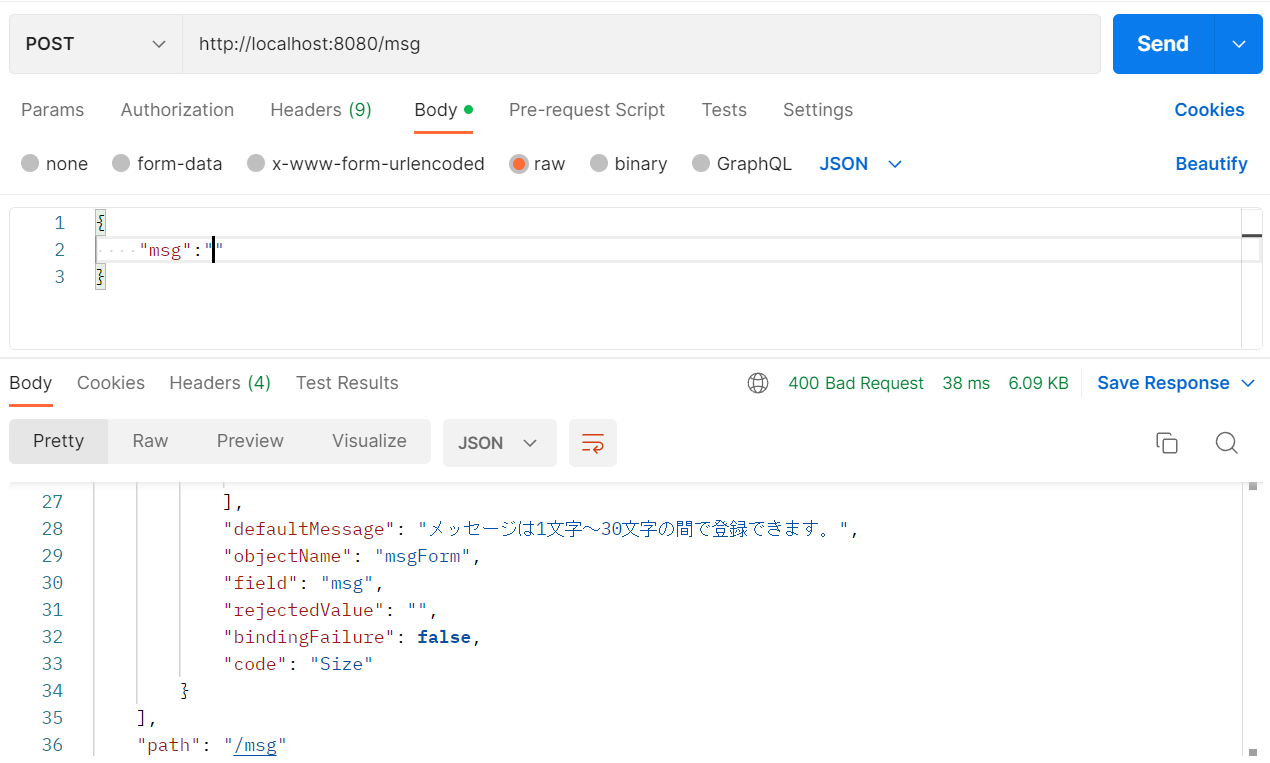 POST http://localhost:8080/msg Send
Params Authorization Headers (9) Body Pre-request Script Tests Settings Cookies
none form-data x-www-form-urlencoded raw binary GraphQL JSON Beautify
1 {
2 ····"msg":""
3 }
Body Cookies Headers (4) Test Results 400 Bad Request 38 ms 6.09 KB Save Response
Pretty Raw Preview Visualize JSON
27 ],
28 "defaultMessage": "メッセージは1文字～30文字の間で登録できます。",
29 "objectName": "msgForm",
30 "field": "msg",
31 "rejectedValue": "",
32 "bindingFailure": false,
33 "code": "Size"
34 }
35 ],
36 "path": "/msg"